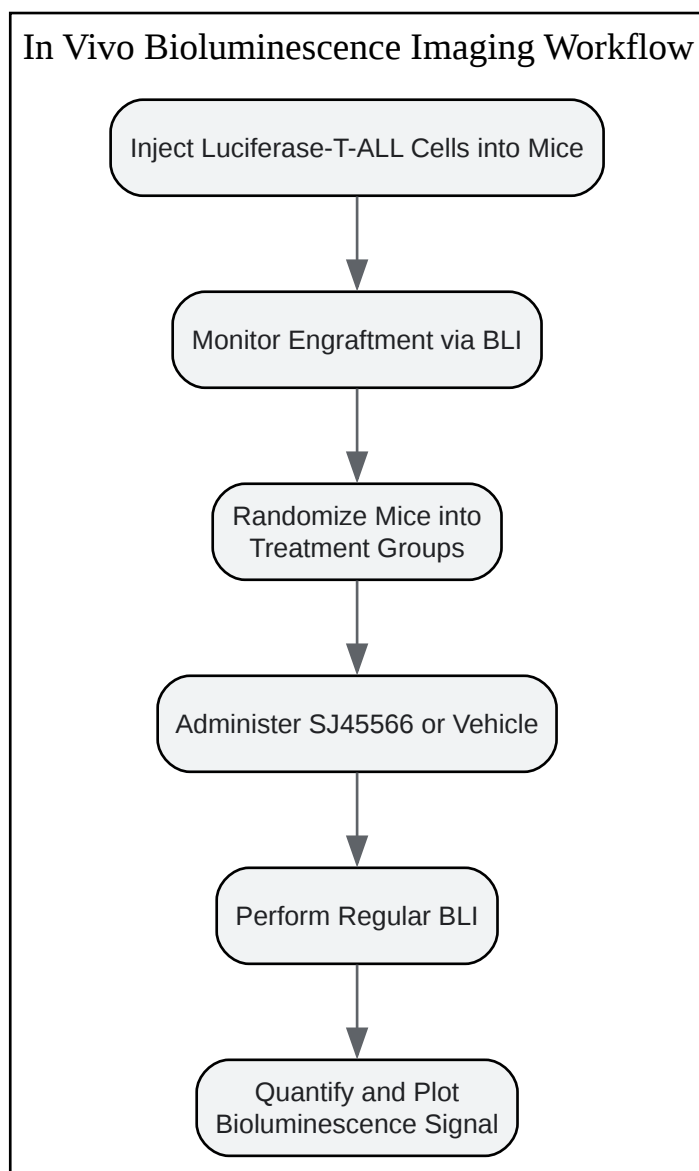 In Vivo Bioluminescence Imaging Workflow
Inject Luciferase-T-ALL Cells into Mice
Monitor Engraftment via BLI
Randomize Mice into
Treatment Groups
Administer SJ45566 or Vehicle
Perform Regular BLI
Quantify and Plot
Bioluminescence Signal